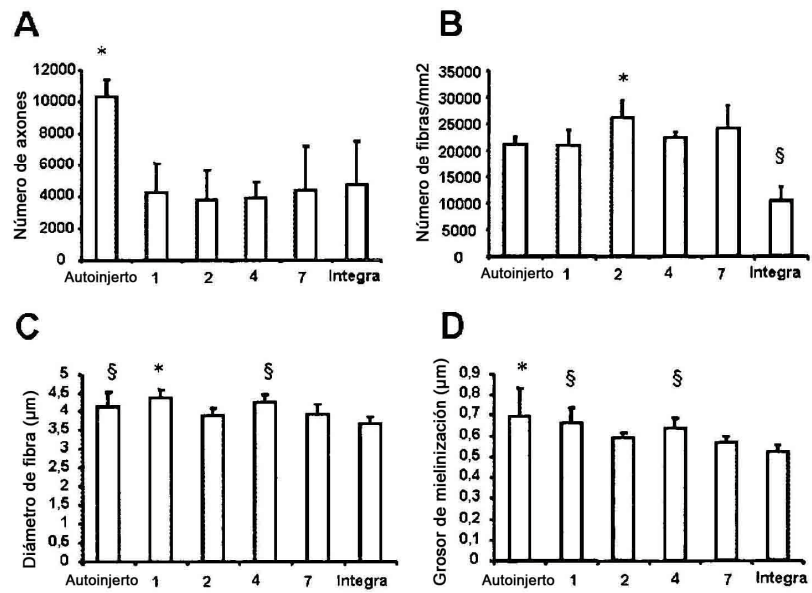 A
*
Número de axones
12000
10000
8000
6000
4000
2000
0
Autoinjerto 1 2 4 7 Integra
B
*
§
Número de fibras/mm2
35000
30000
25000
20000
15000
10000
5000
0
Autoinjerto 1 2 4 7 Integra
C
§ * §
Diámetro de fibra (µm)
5
4,5
4
3,5
3
2,5
2
1,5
1
0
Autoinjerto 1 2 4 7 Integra
D
* § §
Grosor de mielinización (µm)
0,9
0,8
0,7
0,6
0,5
0,4
0,3
0,2
0,1
0
Autoinjerto 1 2 4 7 Integra